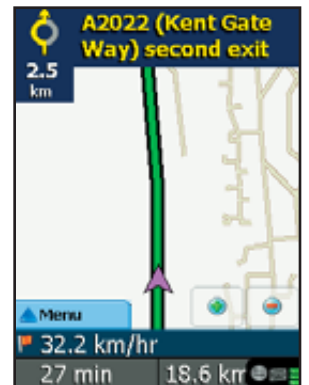 A2022 (Kent Gate
Way) second exit
2.5
km
Menu
32.2 km/hr
27 min 18.6 km